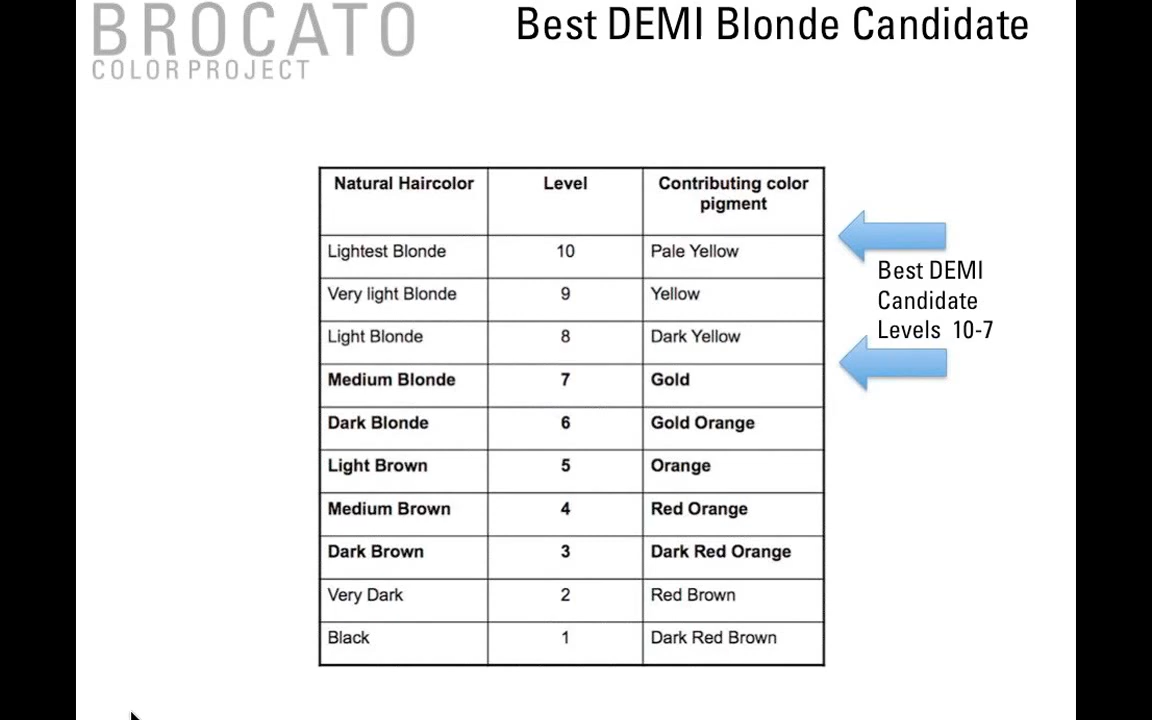 BROCATO
COLOR PROJECT
Best DEMI Blonde Candidate
Natural Haircolor Level Contributing color
pigment
Lightest Blonde 10 Pale Yellow
Very light Blonde 9 Yellow
Light Blonde 8 Dark Yellow
Medium Blonde 7 Gold
Dark Blonde 6 Gold Orange
Light Brown 5 Orange
Medium Brown 4 Red Orange
Dark Brown 3 Dark Red Orange
Very Dark 2 Red Brown
Black 1 Dark Red Brown
Best DEMI
Candidate
Levels 10-7